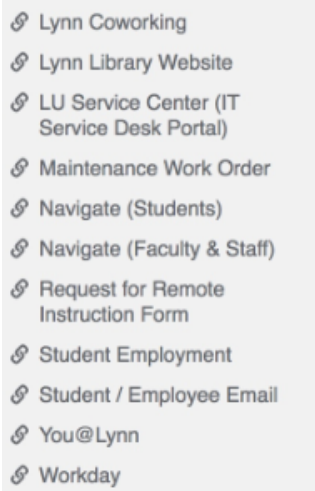 Lynn Coworking
Lynn Library Website
LU Service Center (IT
Service Desk Portal)
Maintenance Work Order
Navigate (Students)
Navigate (Faculty & Staff)
Request for Remote
Instruction Form
Student Employment
Student / Employee Email
You@Lynn
Workday